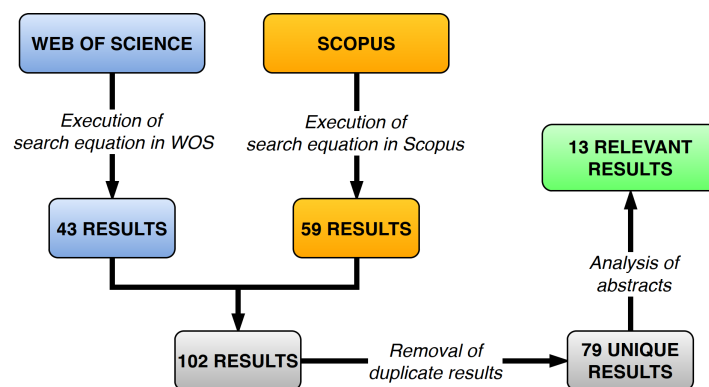 WEB OF SCIENCE
SCOPUS
Execution of
search equation in WOS
Execution of
search equation in Scopus
13 RELEVANT
RESULTS
43 RESULTS
59 RESULTS
Analysis of
abstracts
102 RESULTS
Removal of
duplicate results
79 UNIQUE
RESULTS